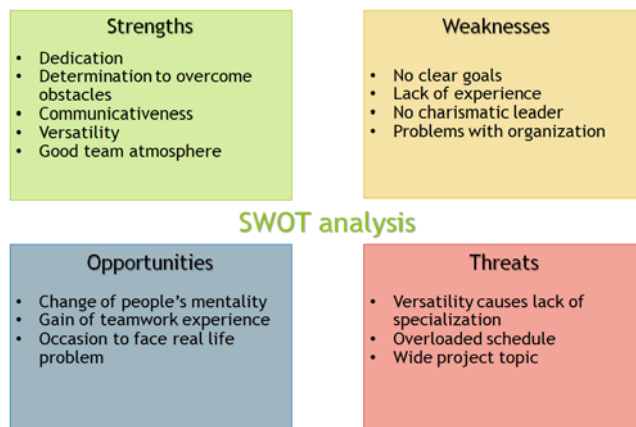 Strengths
• Dedication
• Determination to overcome
obstacles
• Communicativeness
• Versatility
• Good team atmosphere
Weaknesses
• No clear goals
• Lack of experience
• No charismatic leader
• Problems with organization
SWOT analysis
Opportunities
• Change of people's mentality
• Gain of teamwork experience
• Occasion to face real life
problem
Threats
• Versatility causes lack of
specialization
• Overloaded schedule
• Wide project topic